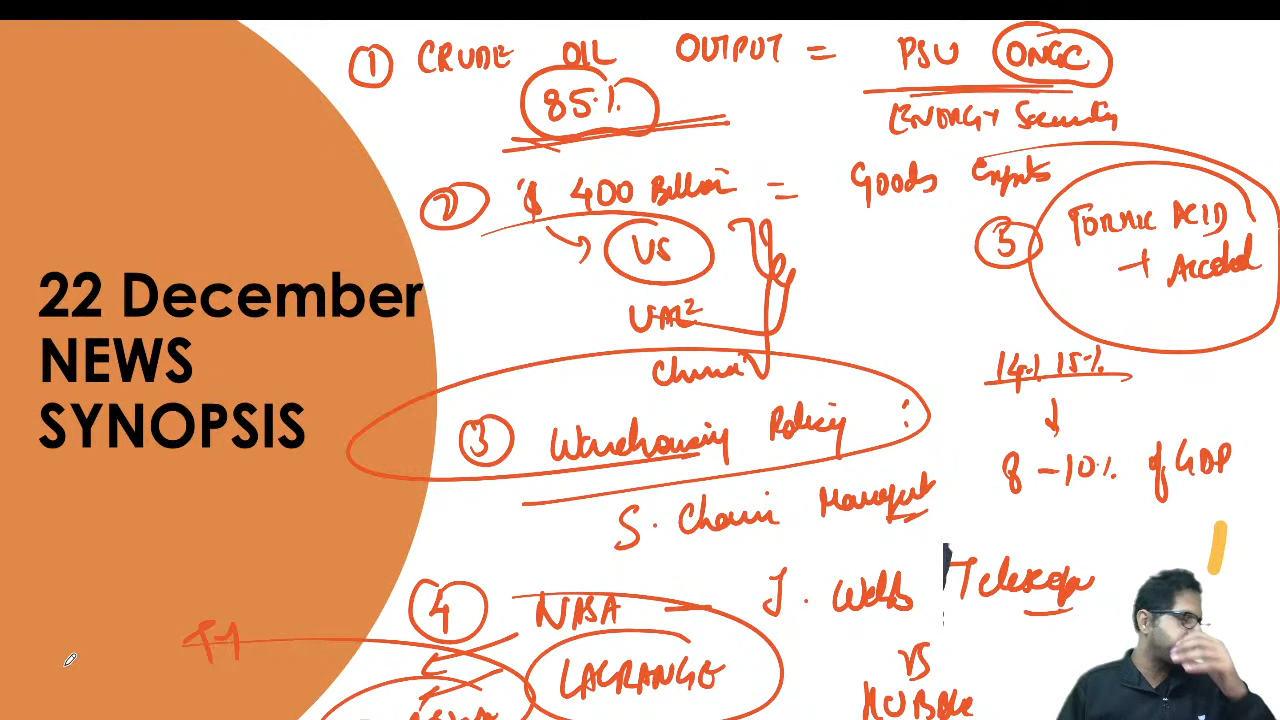 22 December
NEWS
SYNOPSIS
① CRUDE OIL OUTPUT = PSU ONGC
85%
ENERGY Security
② $ 400 Billion = Goods Exports
US
UAE
China
③ Warehousing Policy :
S. Chain Managemt
④ NASA — J. Webb Telescope
LAGRANGE
vs
HUBBLE
⑤ FORMIC ACID
+ Alcohol
14% 15%
8 – 10% of GDP